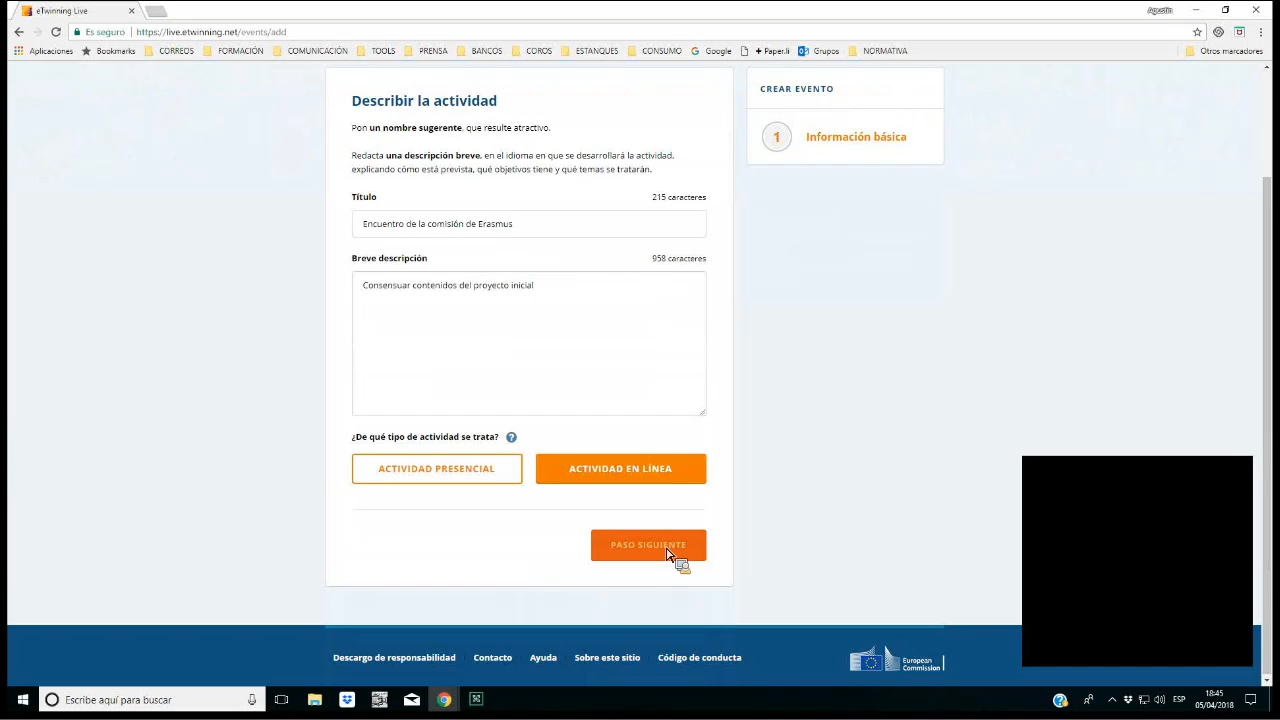 eTwinning Live
Agustín
Es seguro
https://live.etwinning.net/events/add
Aplicaciones
Bookmarks
CORREOS
FORMACIÓN
COMUNICACIÓN
TOOLS
PRENSA
BANCOS
COROS
ESTANQUES
CONSUMO
Google
+ Paper.li
Grupos
NORMATIVA
Otros marcadores
Describir la actividad
Pon un nombre sugerente, que resulte atractivo.
Redacta una descripción breve, en el idioma en que se desarrollará la actividad,
explicando cómo está prevista, qué objetivos tiene y qué temas se tratarán.
Título
215 caracteres
Encuentro de la comisión de Erasmus
Breve descripción
958 caracteres
Consensuar contenidos del proyecto inicial
¿De qué tipo de actividad se trata?
ACTIVIDAD PRESENCIAL
ACTIVIDAD EN LÍNEA
PASO SIGUIENTE
CREAR EVENTO
1
Información básica
Descargo de responsabilidad
Contacto
Ayuda
Sobre este sitio
Código de conducta
European
Commission
Escribe aquí para buscar
ESP
18:45
05/04/2018